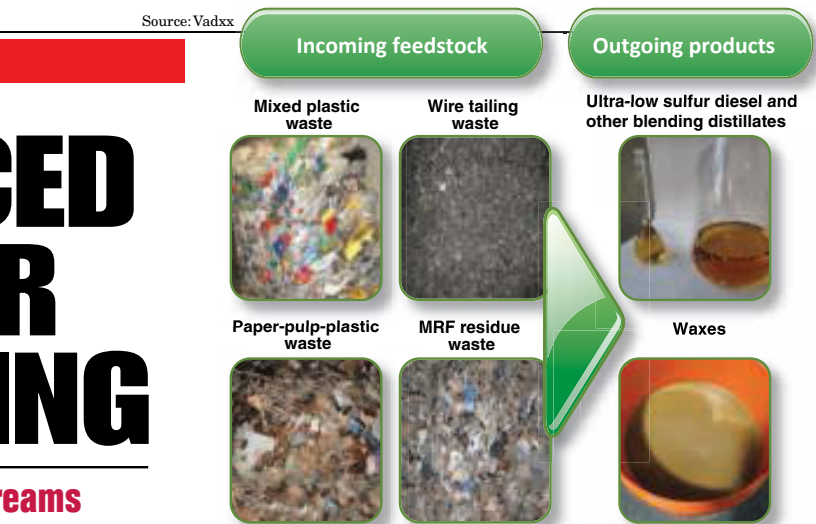 Source: Vadxx
Incoming feedstock
Outgoing products
Mixed plastic
waste
Wire tailing
waste
Ultra-low sulfur diesel and
other blending distillates
CED
R
ING
reams
Paper-pulp-plastic
waste
MRF residue
waste
Waxes